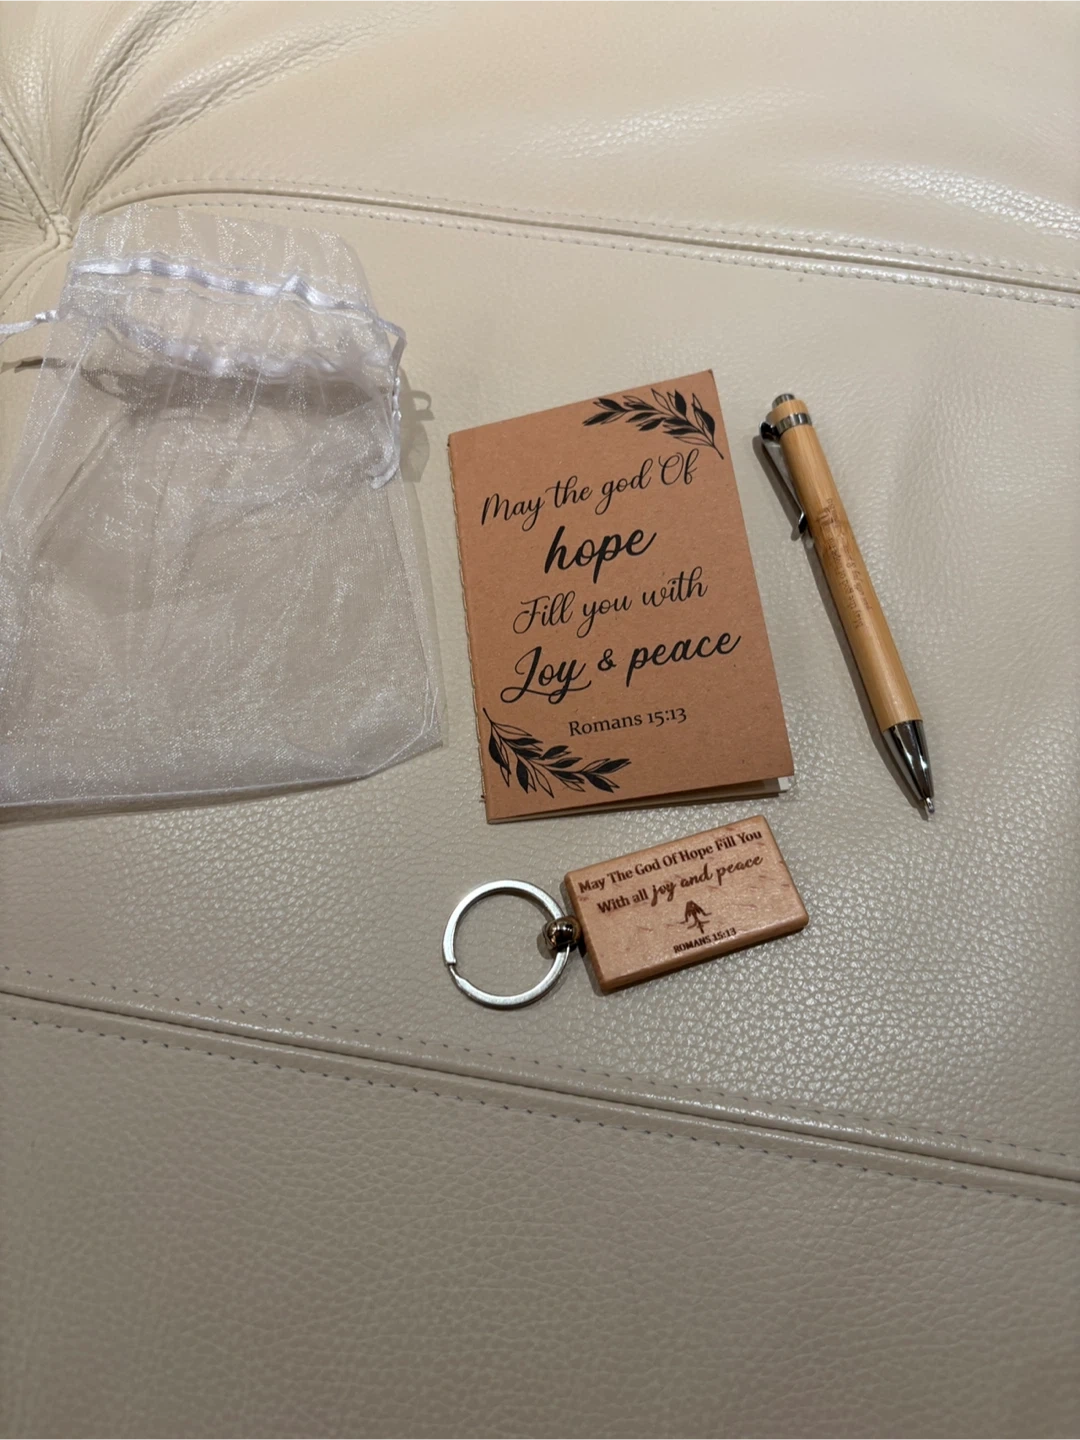 May the god Of
hope
Fill you with
Joy & peace
Romans 15:13
May The God Of Hope Fill You
With all joy and peace
ROMANS 15:13